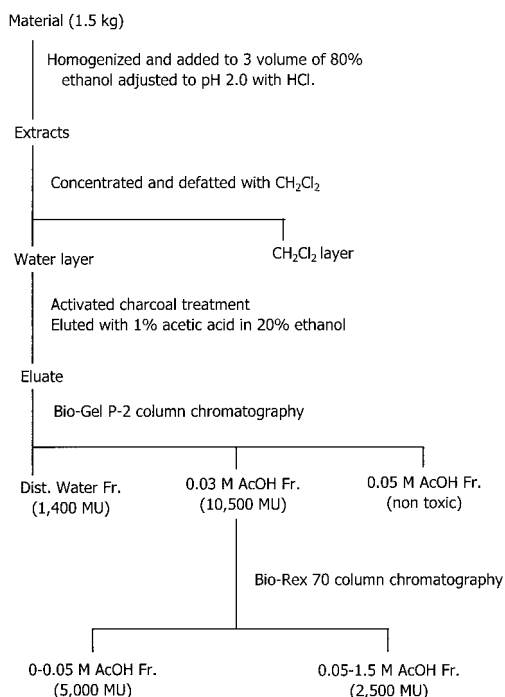 Material (1.5 kg)
Homogenized and added to 3 volume of 80%
ethanol adjusted to pH 2.0 with HCl.
Extracts
Concentrated and defatted with CH₂Cl₂
Water layer
CH₂Cl₂ layer
Activated charcoal treatment
Eluted with 1% acetic acid in 20% ethanol
Eluate
Bio-Gel P-2 column chromatography
Dist. Water Fr.
(1,400 MU)
0.03 M AcOH Fr.
(10,500 MU)
0.05 M AcOH Fr.
(non toxic)
Bio-Rex 70 column chromatography
0-0.05 M AcOH Fr.
(5,000 MU)
0.05-1.5 M AcOH Fr.
(2,500 MU)